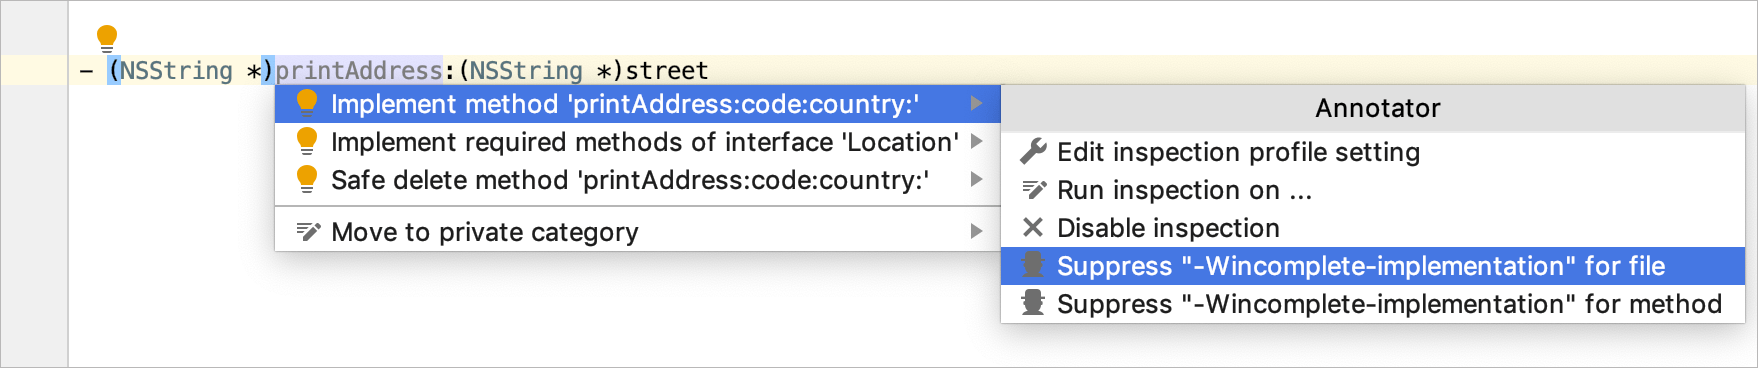 - (NSString *)printAddress:(NSString *)street
Implement method 'printAddress:code:country:'
Implement required methods of interface 'Location'
Safe delete method 'printAddress:code:country:'
Move to private category
Annotator
Edit inspection profile setting
Run inspection on ...
Disable inspection
Suppress "-Wincomplete-implementation" for file
Suppress "-Wincomplete-implementation" for method